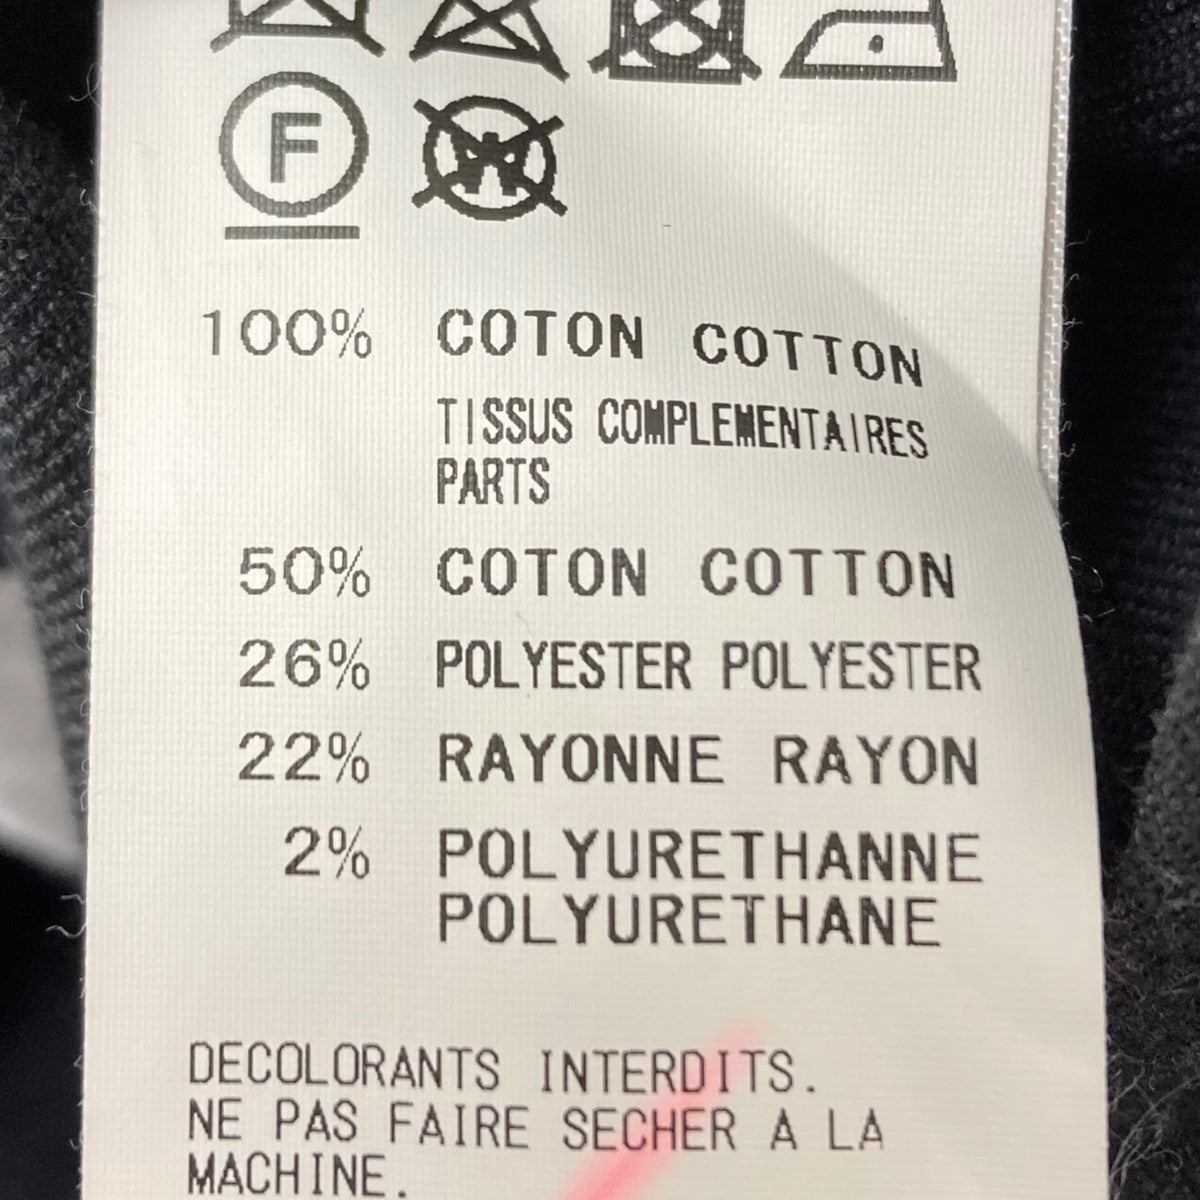 F
W
100% COTON COTTON
TISSUS COMPLEMENTAIRES
PARTS
50% COTON COTTON
26% POLYESTER POLYESTER
22% RAYONNE RAYON
2% POLYURETHANNE
POLYURETHANE
DECOLORANTS INTERDITS.
NE PAS FAIRE SECHER A LA
MACHINE.